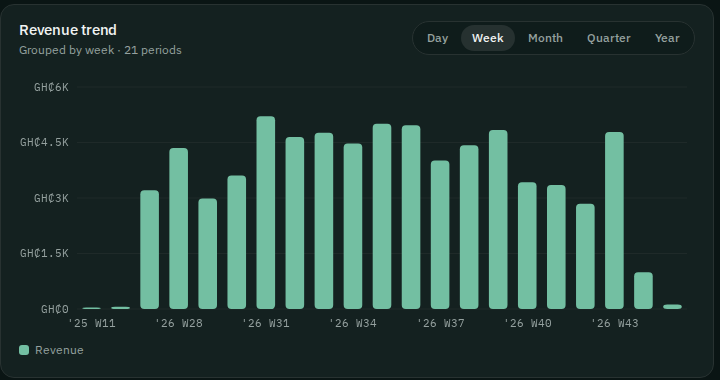 Revenue trend
Grouped by week · 21 periods
Day Week Month Quarter Year
GH₵6K
GH₵4.5K
GH₵3K
GH₵1.5K
GH₵0
'25 W11 '26 W28 '26 W31 '26 W34 '26 W37 '26 W40 '26 W43
Revenue